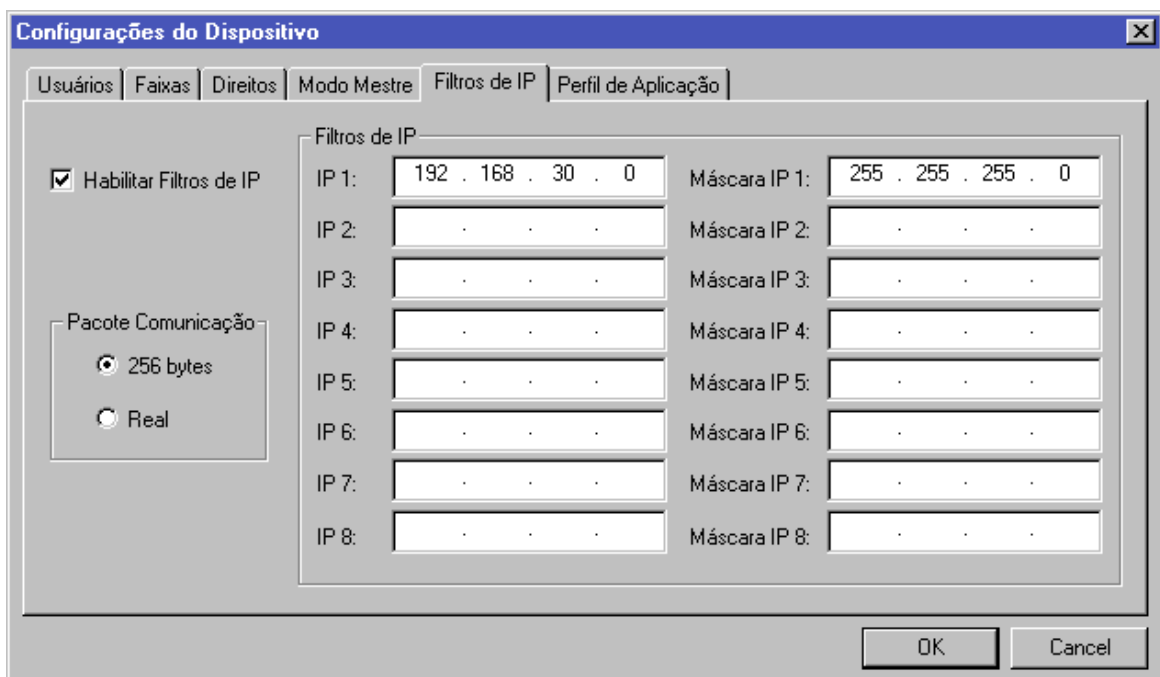 Configurações do Dispositivo
Usuários Faixas Direitos Modo Mestre Filtros de IP Perfil de Aplicação
Filtros de IP
Habilitar Filtros de IP
IP 1: 192 . 168 . 30 . 0 Máscara IP 1: 255 . 255 . 255 . 0
IP 2: . . . Máscara IP 2: . . .
IP 3: . . . Máscara IP 3: . . .
Pacote Comunicação
IP 4: . . . Máscara IP 4: . . .
256 bytes
IP 5: . . . Máscara IP 5: . . .
Real
IP 6: . . . Máscara IP 6: . . .
IP 7: . . . Máscara IP 7: . . .
IP 8: . . . Máscara IP 8: . . .
OK Cancel